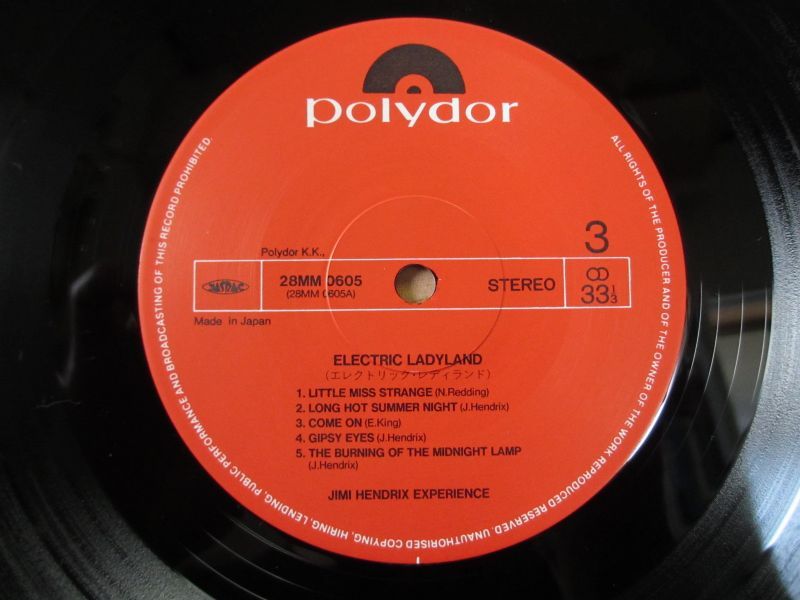 polydor
3
Polydor K.K.,
JASRAC
28MM 0605
(28MM 0605A)
STEREO
33 1/3
Made in Japan
ELECTRIC LADYLAND
(エレクトリック・レディランド)
1. LITTLE MISS STRANGE (N.Redding)
2. LONG HOT SUMMER NIGHT (J.Hendrix)
3. COME ON (E.King)
4. GIPSY EYES (J.Hendrix)
5. THE BURNING OF THE MIDNIGHT LAMP
(J.Hendrix)
JIMI HENDRIX EXPERIENCE
ALL RIGHTS OF THE PRODUCER AND OF THE OWNER OF THE WORK REPRODUCED RESERVED. UNAUTHORISED COPYING, HIRING, LENDING, PUBLIC PERFORMANCE AND BROADCASTING OF THIS RECORD PROHIBITED.